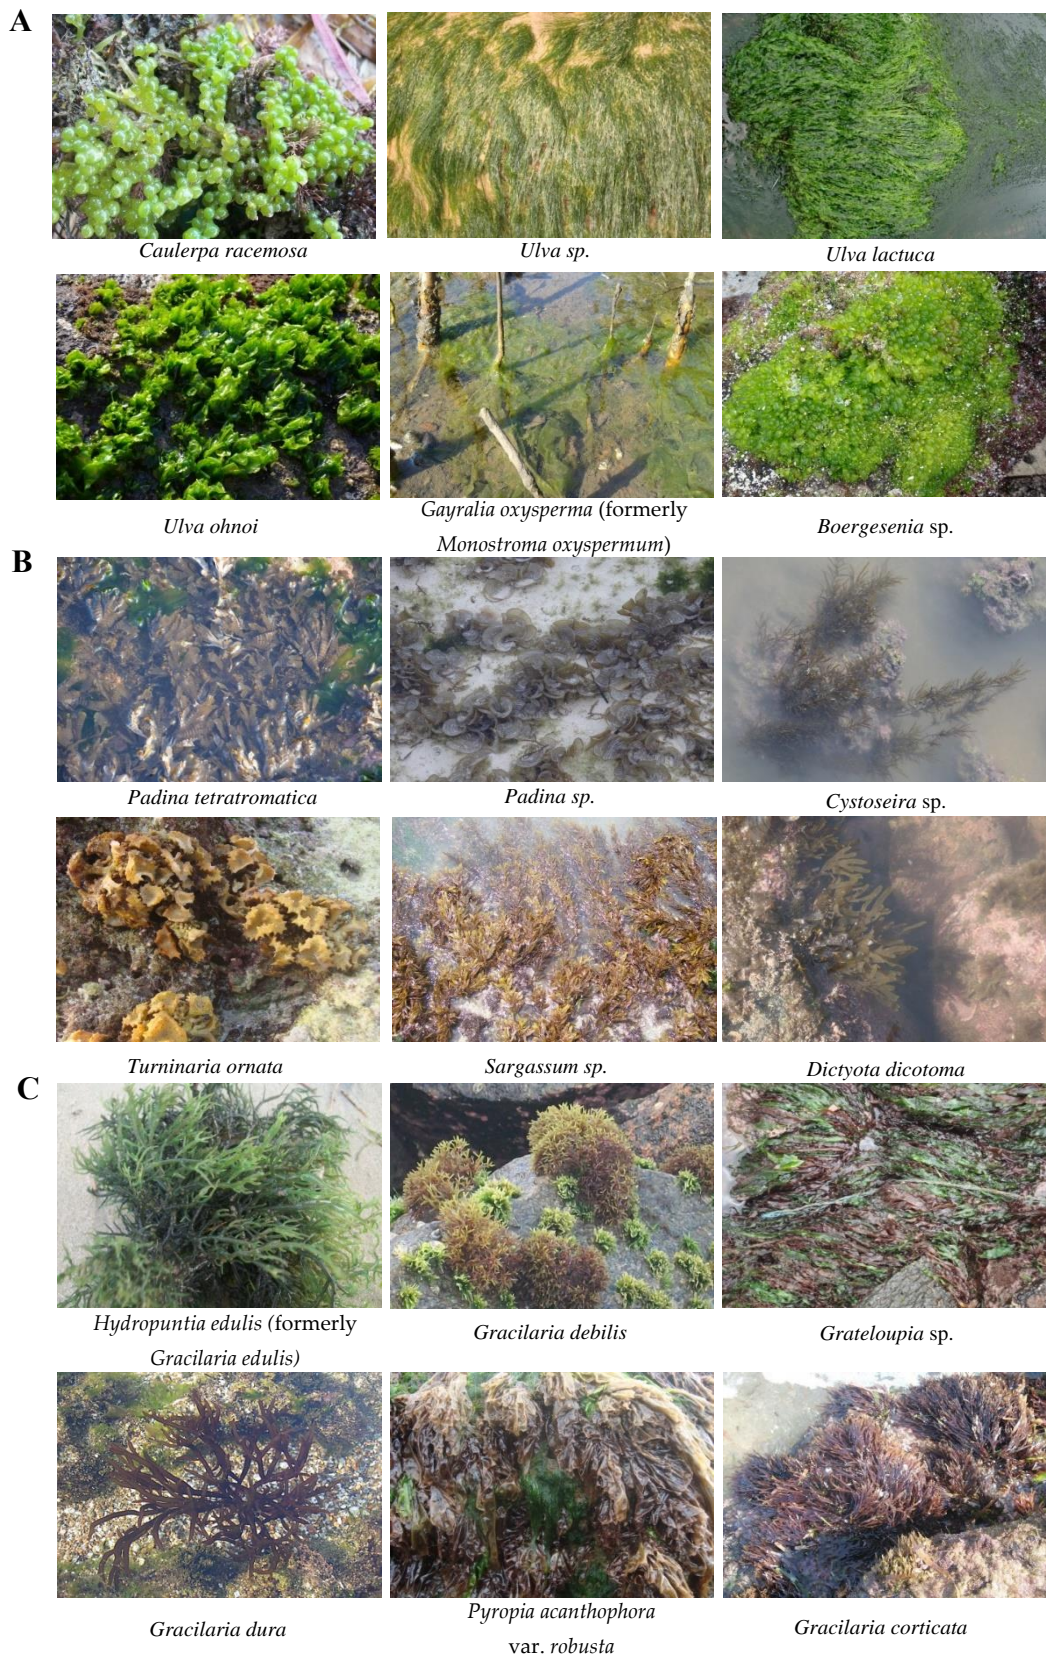 A
Caulerpa racemosa
Ulva sp.
Ulva lactuca
Ulva ohnoi
Gayralia oxysperma (formerly
Monostroma oxyspermum)
Boergesenia sp.
B
Padina tetratromatica
Padina sp.
Cystoseira sp.
Turninaria ornata
Sargassum sp.
Dictyota dicotoma
C
Hydropuntia edulis (formerly
Gracilaria edulis)
Gracilaria debilis
Grateloupia sp.
Gracilaria dura
Pyropia acanthophora
var. robusta
Gracilaria corticata